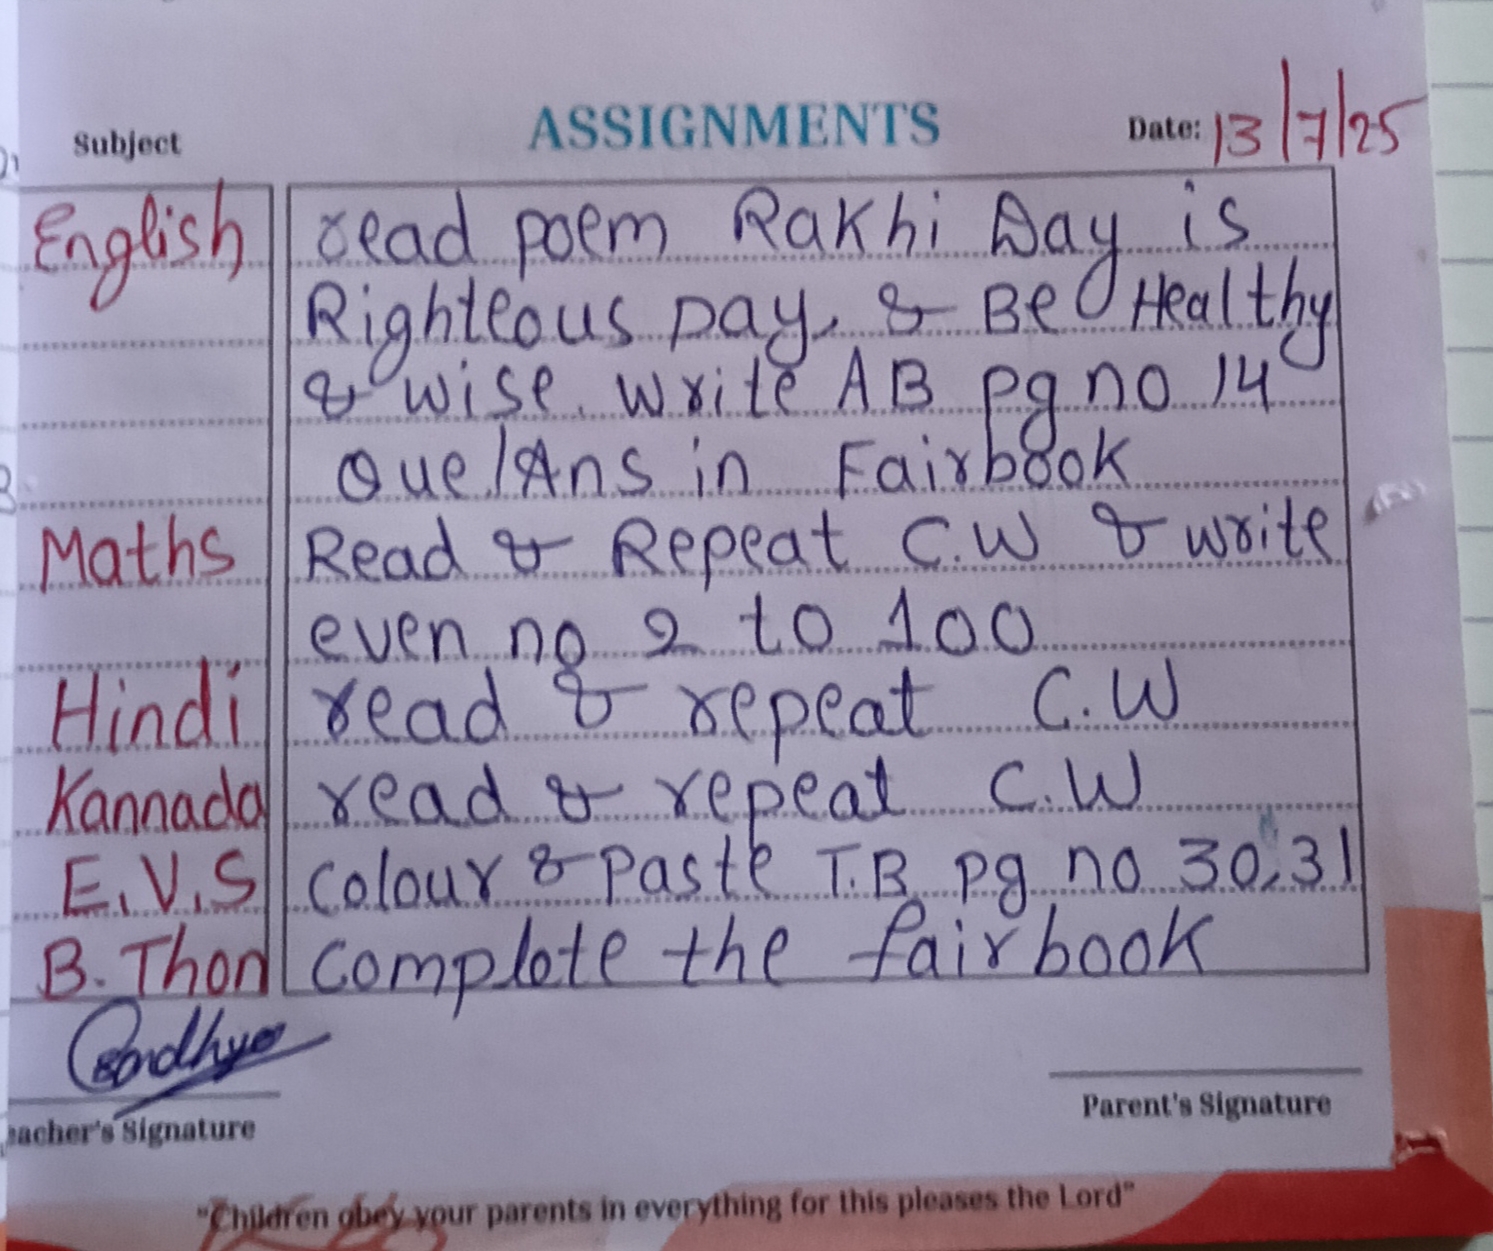 Subject ASSIGNMENTS Date: 13/7/25
English read poem Rakhi Day is
Righteous Day, & Be Healthy
& wise. write AB pg no 14
Que/Ans in Fairbook
Maths Read & Repeat C.W & write
even no 2 to 100
Hindi read & repeat C.W
Kannada read & repeat C.W
E.V.S Colour & Paste T.B pg no 30,31
B. Thon complete the fairbook
eacher's Signature Parent's Signature
"Children obey your parents in everything for this pleases the Lord"